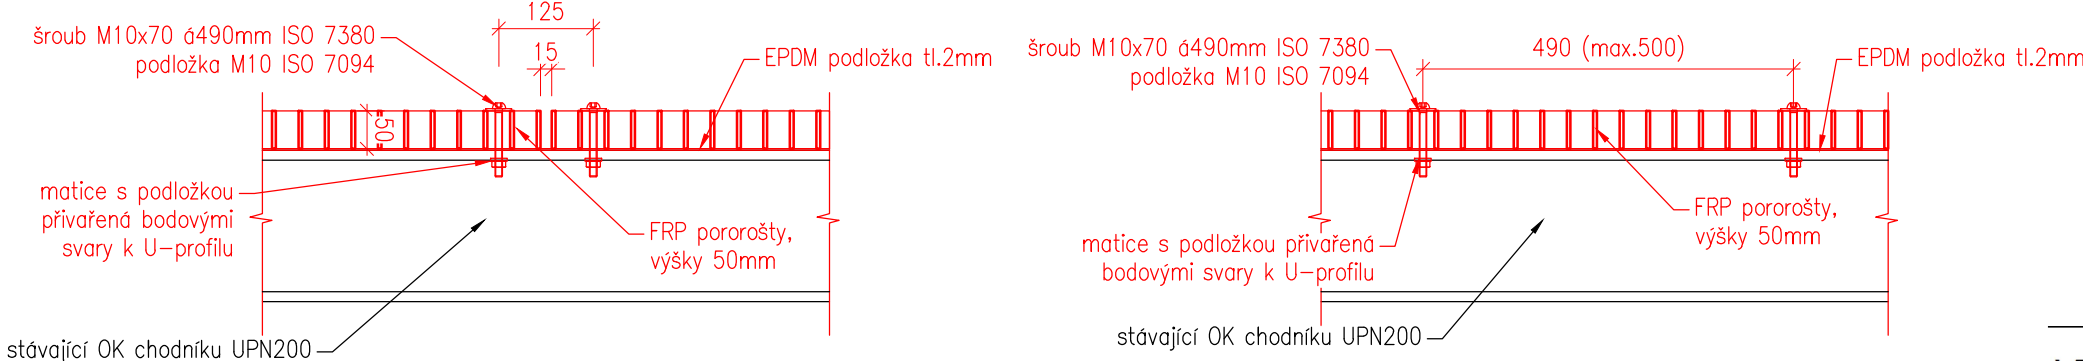 125
šroub M10x70 á490mm ISO 7380
podložka M10 ISO 7094
15
EPDM podložka tl.2mm
50
matice s podložkou
přivařená bodovými
svary k U-profilu
FRP pororošty,
výšky 50mm
stávající OK chodníku UPN200
šroub M10x70 á490mm ISO 7380
podložka M10 ISO 7094
490 (max.500)
EPDM podložka tl.2mm
FRP pororošty,
výšky 50mm
matice s podložkou přivařená
bodovými svary k U-profilu
stávající OK chodníku UPN200